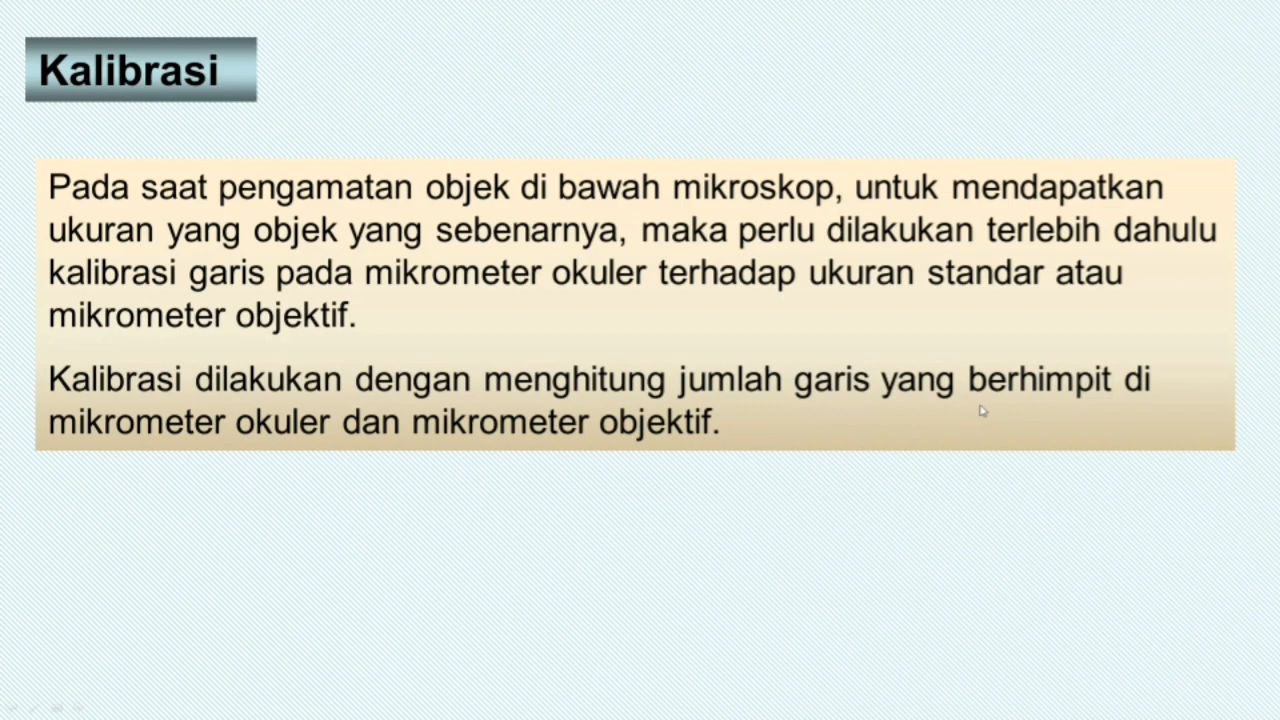 Kalibrasi
Pada saat pengamatan objek di bawah mikroskop, untuk mendapatkan
ukuran yang objek yang sebenarnya, maka perlu dilakukan terlebih dahulu
kalibrasi garis pada mikrometer okuler terhadap ukuran standar atau
mikrometer objektif.
Kalibrasi dilakukan dengan menghitung jumlah garis yang berhimpit di
mikrometer okuler dan mikrometer objektif.